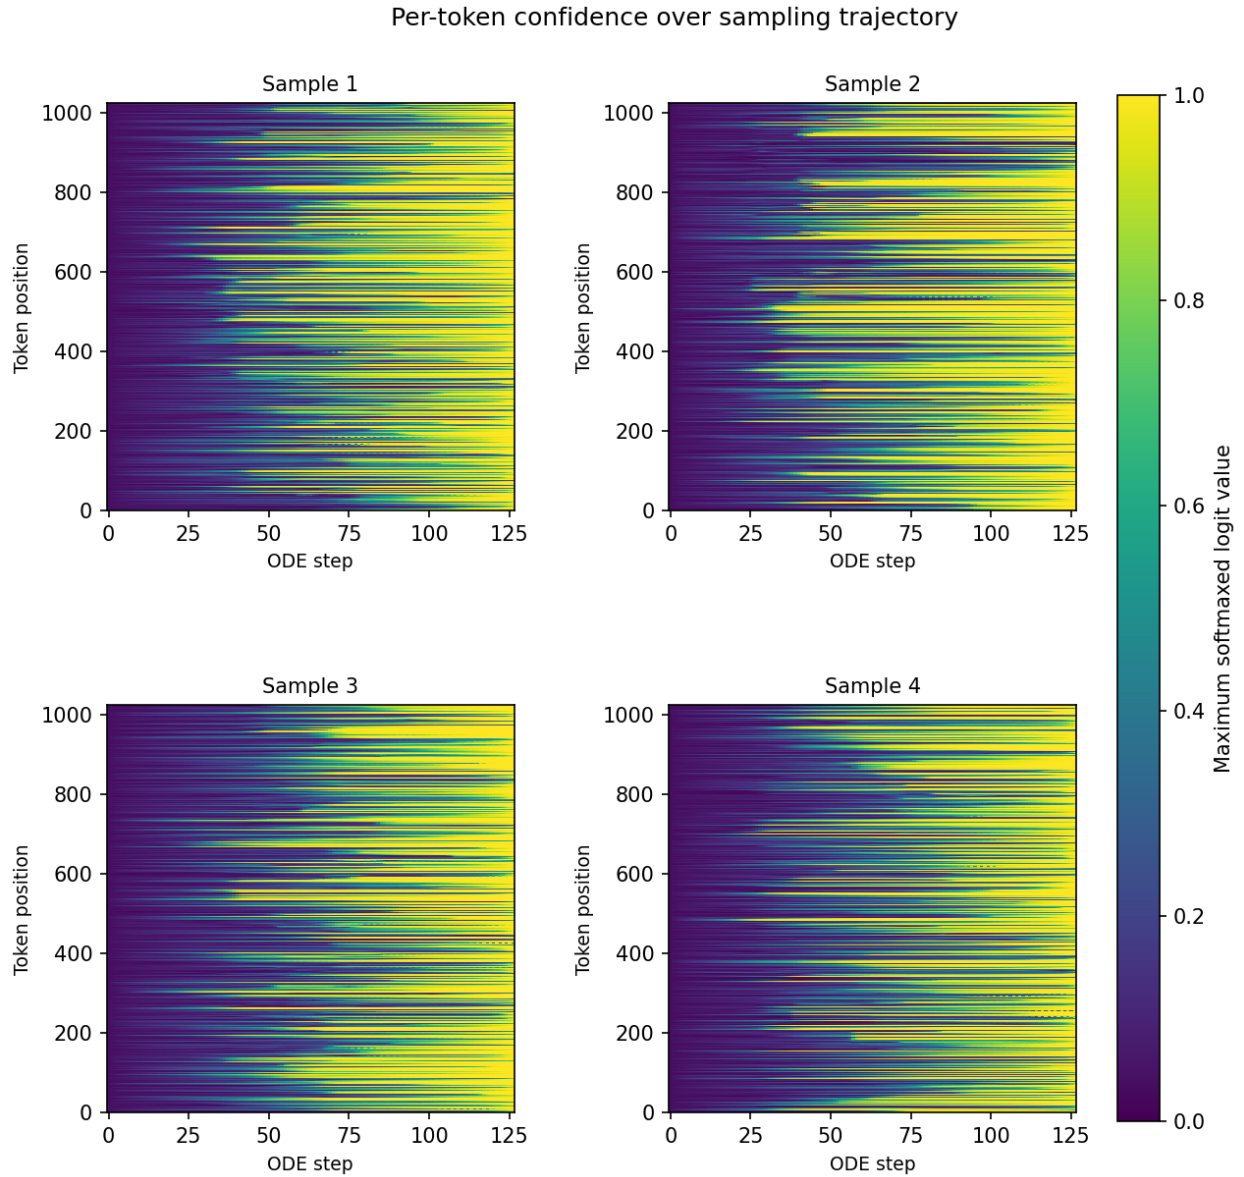 Per-token confidence over sampling trajectory
Sample 1
1000
800
600
400
200
0
Token position
0 25 50 75 100 125
ODE step
Sample 2
1000
800
600
400
200
0
Token position
0 25 50 75 100 125
ODE step
Sample 3
1000
800
600
400
200
0
Token position
0 25 50 75 100 125
ODE step
Sample 4
1000
800
600
400
200
0
Token position
0 25 50 75 100 125
ODE step
1.0
0.8
0.6
0.4
0.2
0.0
Maximum softmaxed logit value